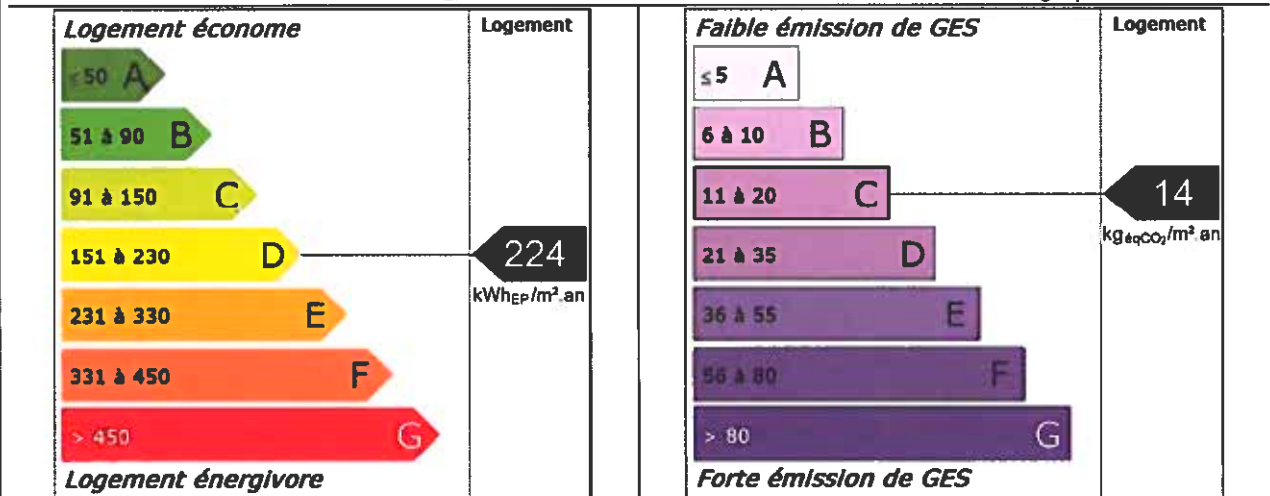 Logement économe
Logement
≤ 50 A
51 à 90 B
91 à 150 C
151 à 230 D
224
kWhEP/m².an
231 à 330 E
331 à 450 F
> 450 G
Logement énergivore
Faible émission de GES
Logement
≤ 5 A
6 à 10 B
11 à 20 C
14
kgéqCO₂/m².an
21 à 35 D
36 à 55 E
56 à 80 F
> 80 G
Forte émission de GES